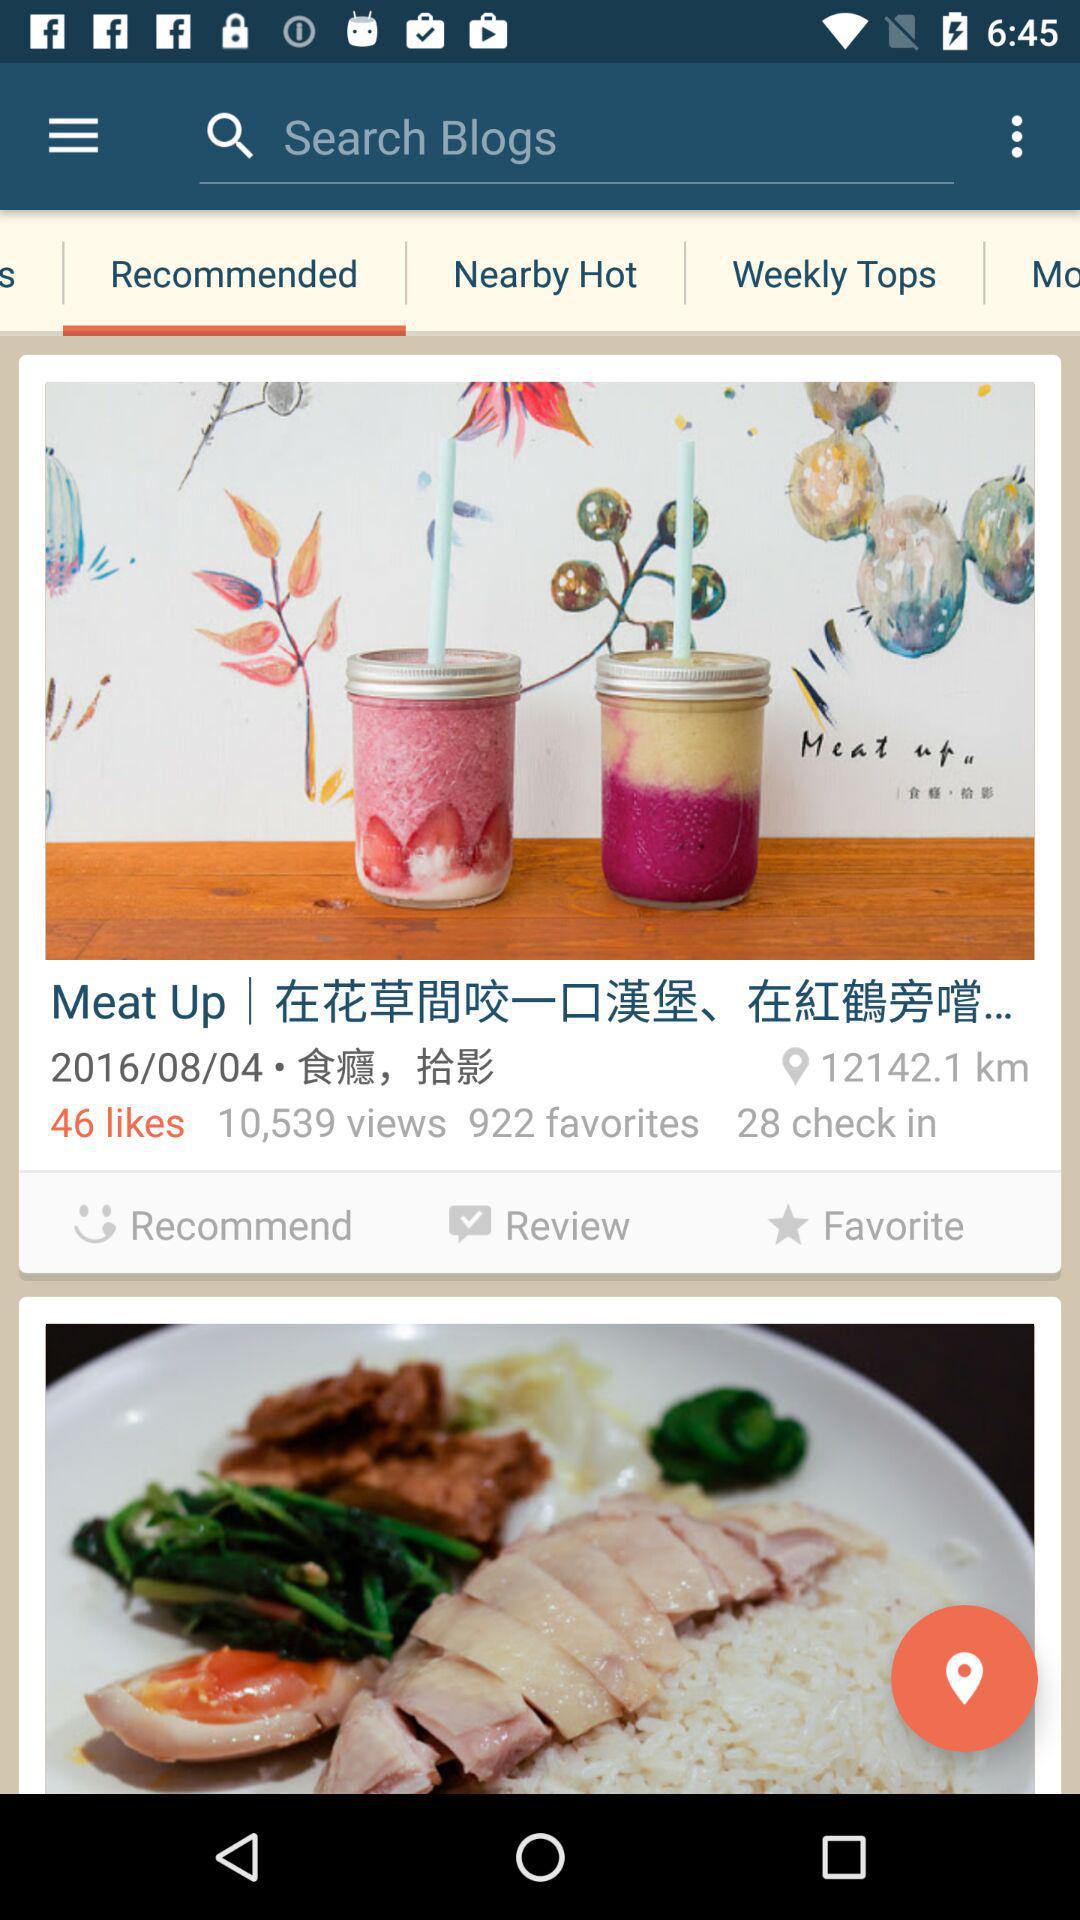 6:45
Search Blogs
s
Recommended
Nearby Hot
Weekly Tops
Mo
Meat up
食癮，拾影
Meat Up｜在花草間咬一口漢堡、在紅鶴旁嚐...
2016/08/04 • 食癮，拾影
12142.1 km
46 likes 10,539 views 922 favorites 28 check in
Recommend
Review
Favorite